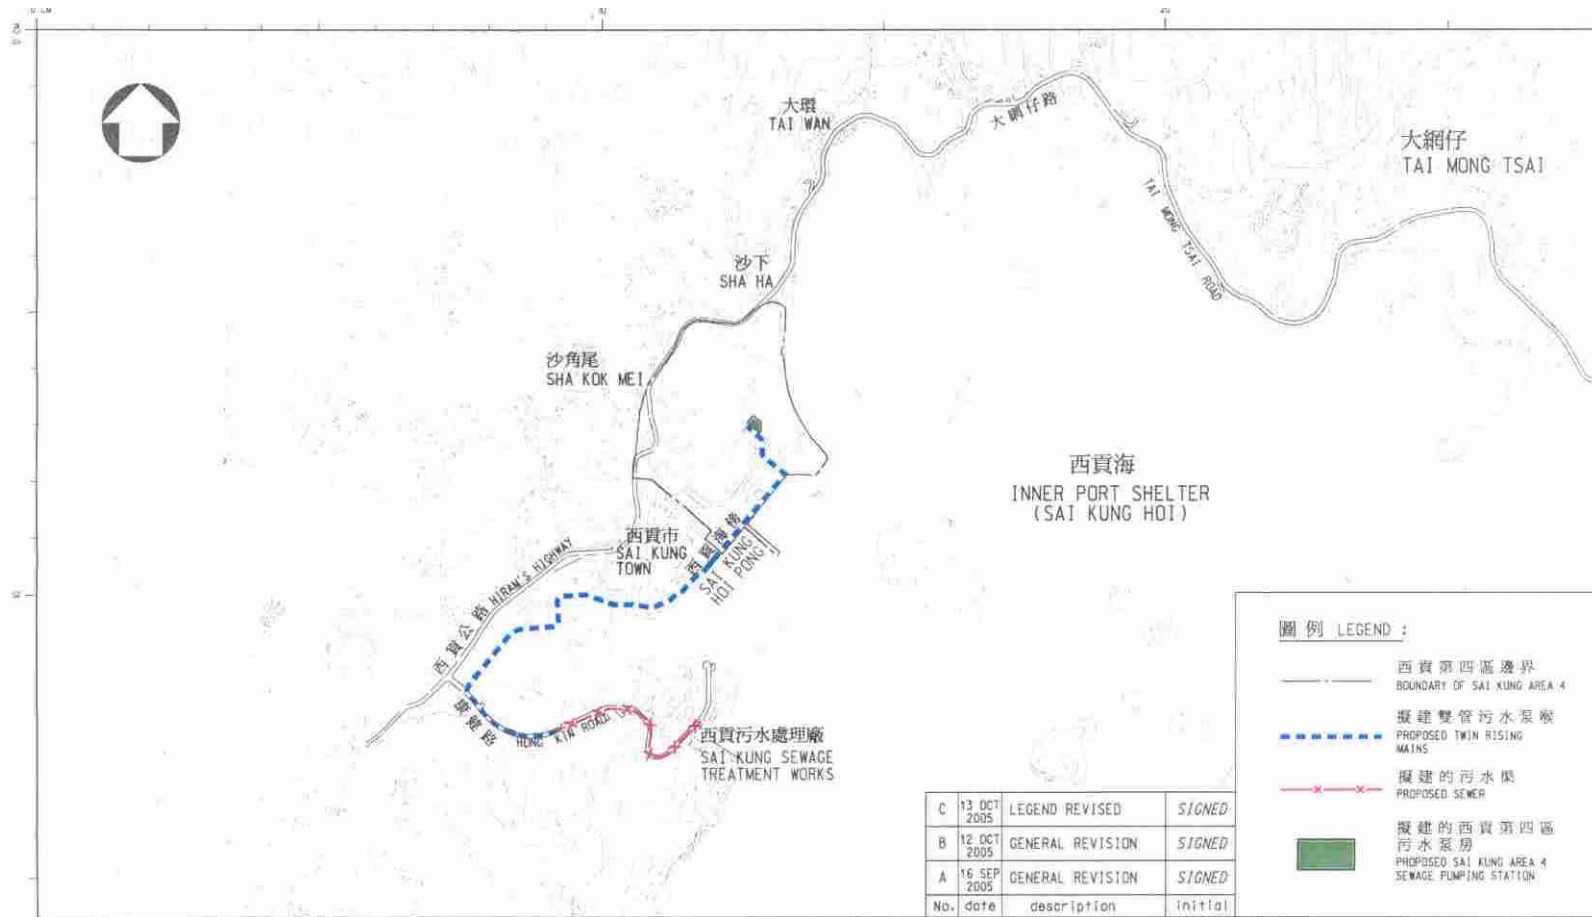 大環
TAI WAN
大網仔路
大網仔
TAI MONG TSAI
TAI MONG TSAI ROAD
沙下
SHA HA
沙角尾
SHA KOK MEI
西貢海
INNER PORT SHELTER
(SAI KUNG HOI)
西貢市
SAI KUNG
TOWN
西貢海傍
SAI KUNG
HOI PONG
西貢公路 HIRAM'S HIGHWAY
康健路
HONG KIN ROAD
西貢污水處理廠
SAI KUNG SEWAGE
TREATMENT WORKS
圖例 LEGEND :
西貢第四區邊界
BOUNDARY OF SAI KUNG AREA 4
擬建雙管污水泵喉
PROPOSED TWIN RISING
MAINS
擬建的污水渠
PROPOSED SEWER
擬建的西貢第四區
污水泵房
PROPOSED SAI KUNG AREA 4
SEWAGE PUMPING STATION
C 13 OCT 2005 LEGEND REVISED SIGNED
B 12 OCT 2005 GENERAL REVISION SIGNED
A 16 SEP 2005 GENERAL REVISION SIGNED
No. date description initial